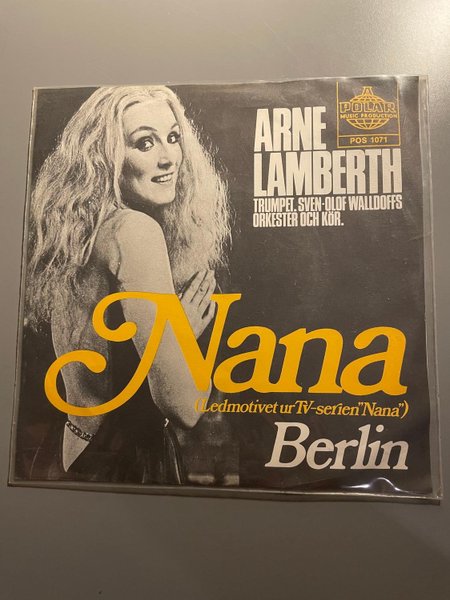 A
POLAR
MUSIC PRODUCTION
POS 1071
ARNE
LAMBERTH
TRUMPET. SVEN-OLOF WALLDOFFS
ORKESTER OCH KÖR.
Nana
(Ledmotivet ur TV-serien "Nana")
Berlin